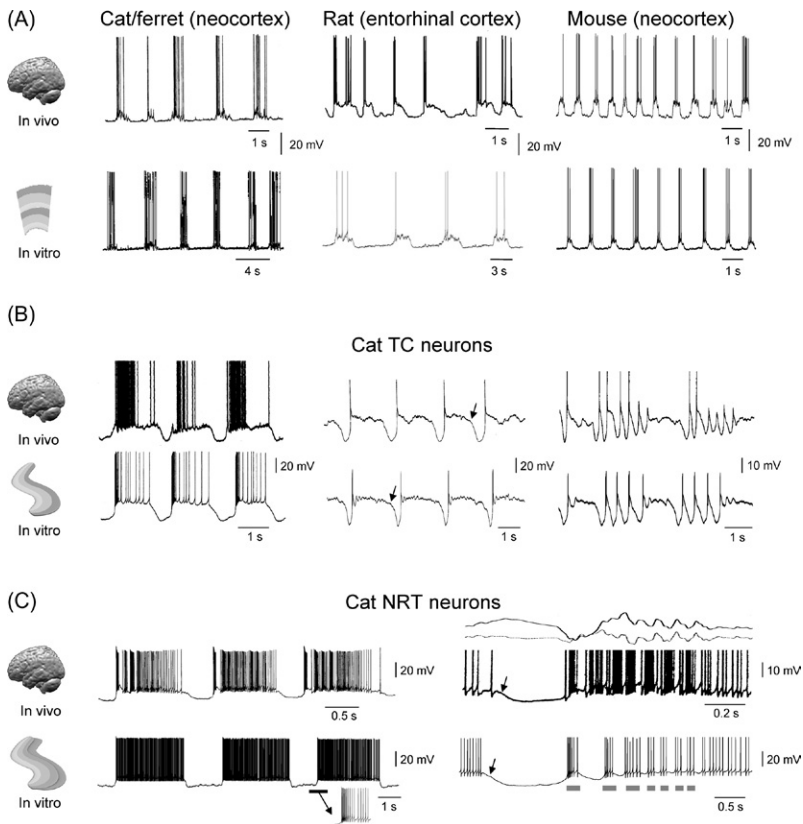 (A)
Cat/ferret (neocortex) Rat (entorhinal cortex) Mouse (neocortex)
In vivo
1 s 20 mV 1 s 20 mV 1 s 20 mV
In vitro
4 s 3 s 1 s
(B)
Cat TC neurons
In vivo
20 mV 20 mV 10 mV
In vitro
1 s 1 s 1 s
(C)
Cat NRT neurons
In vivo
20 mV 10 mV
0.5 s 0.2 s
In vitro
20 mV 20 mV
1 s 0.5 s